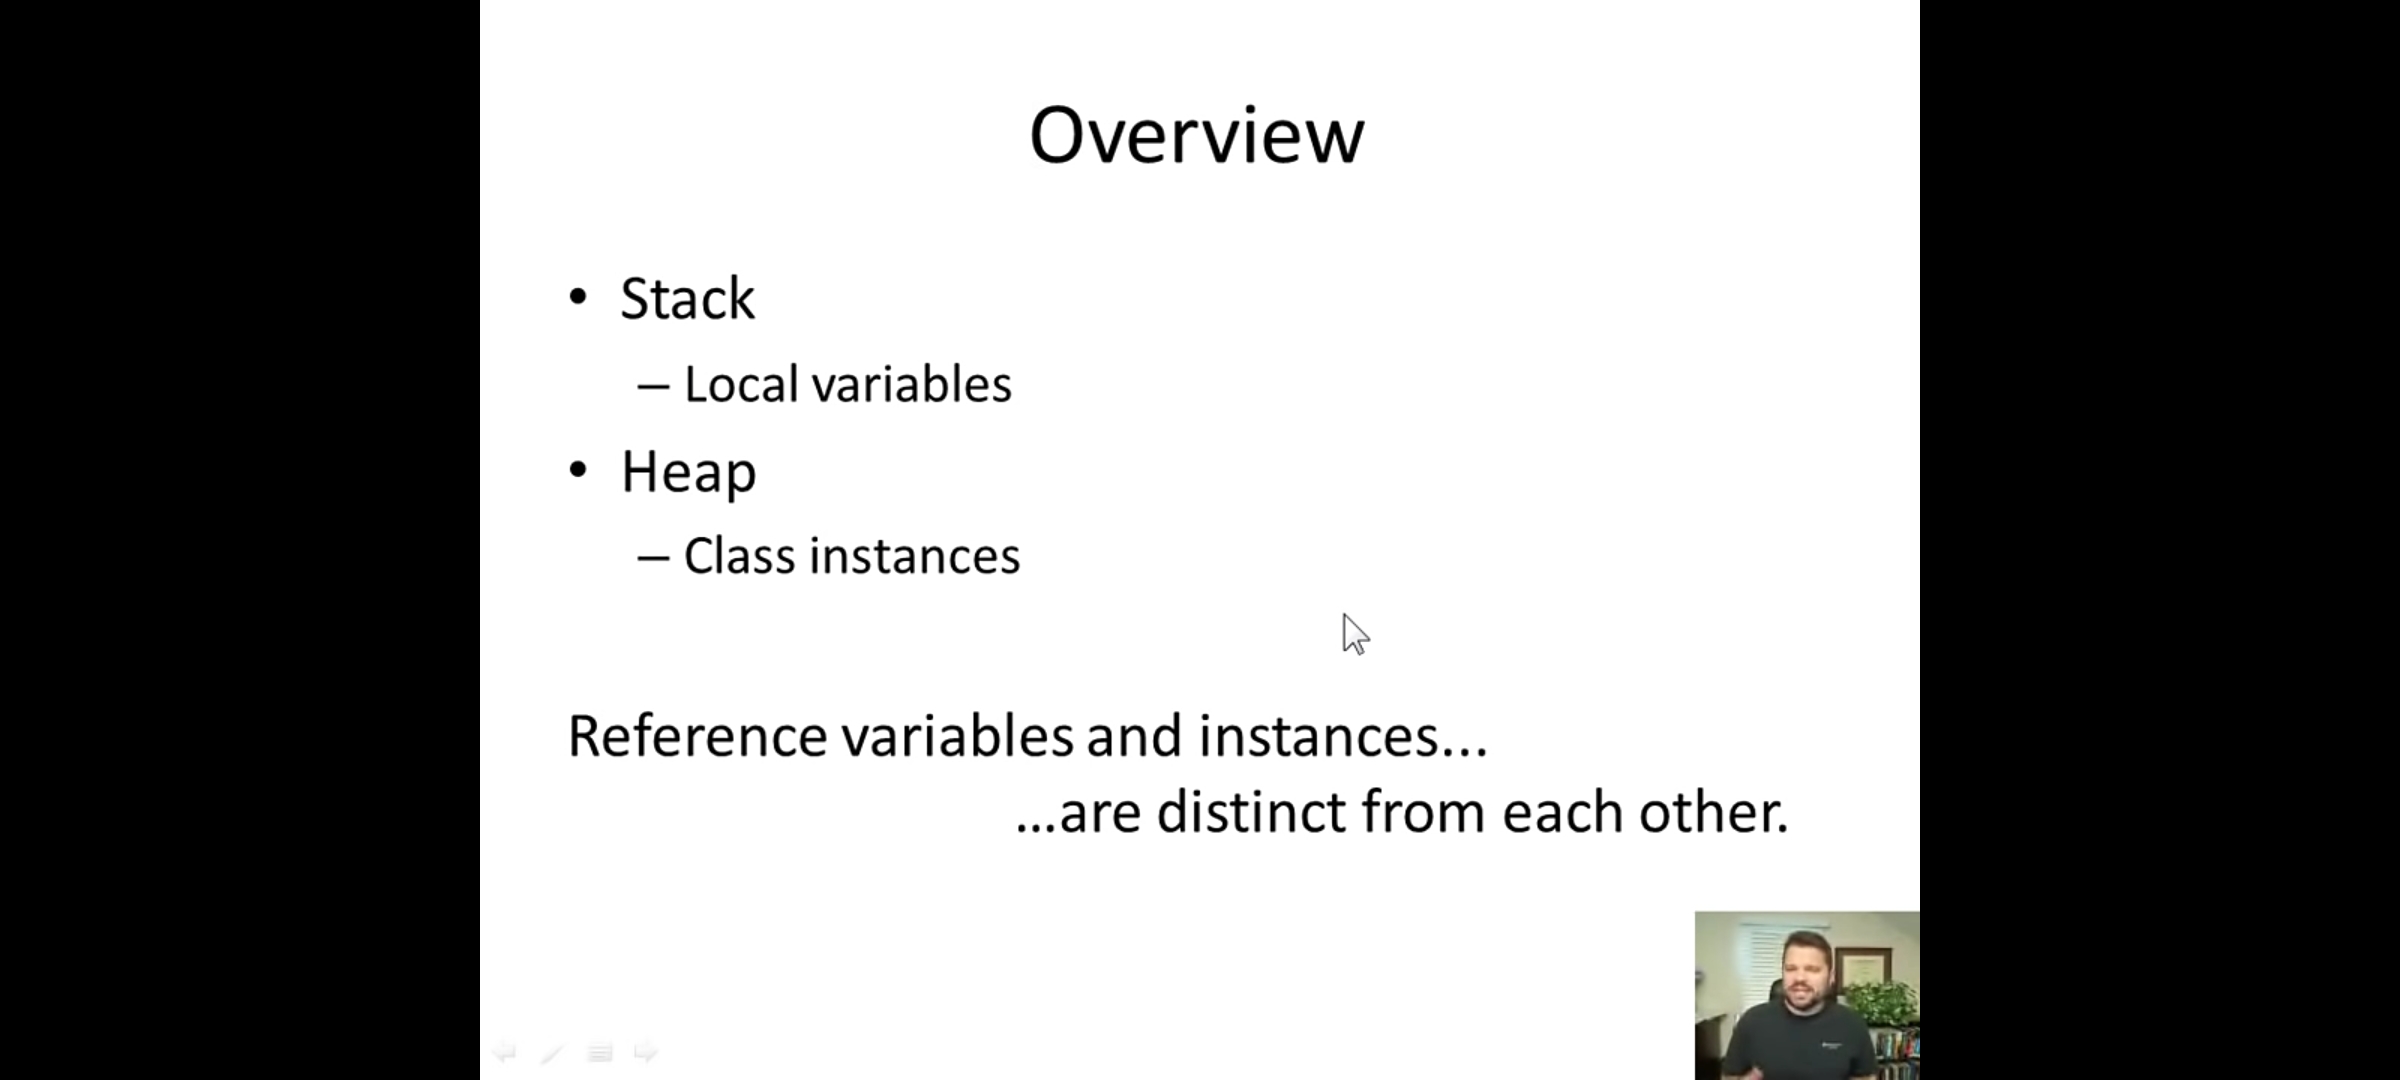 Overview
• Stack
– Local variables
• Heap
– Class instances
Reference variables and instances...
...are distinct from each other.